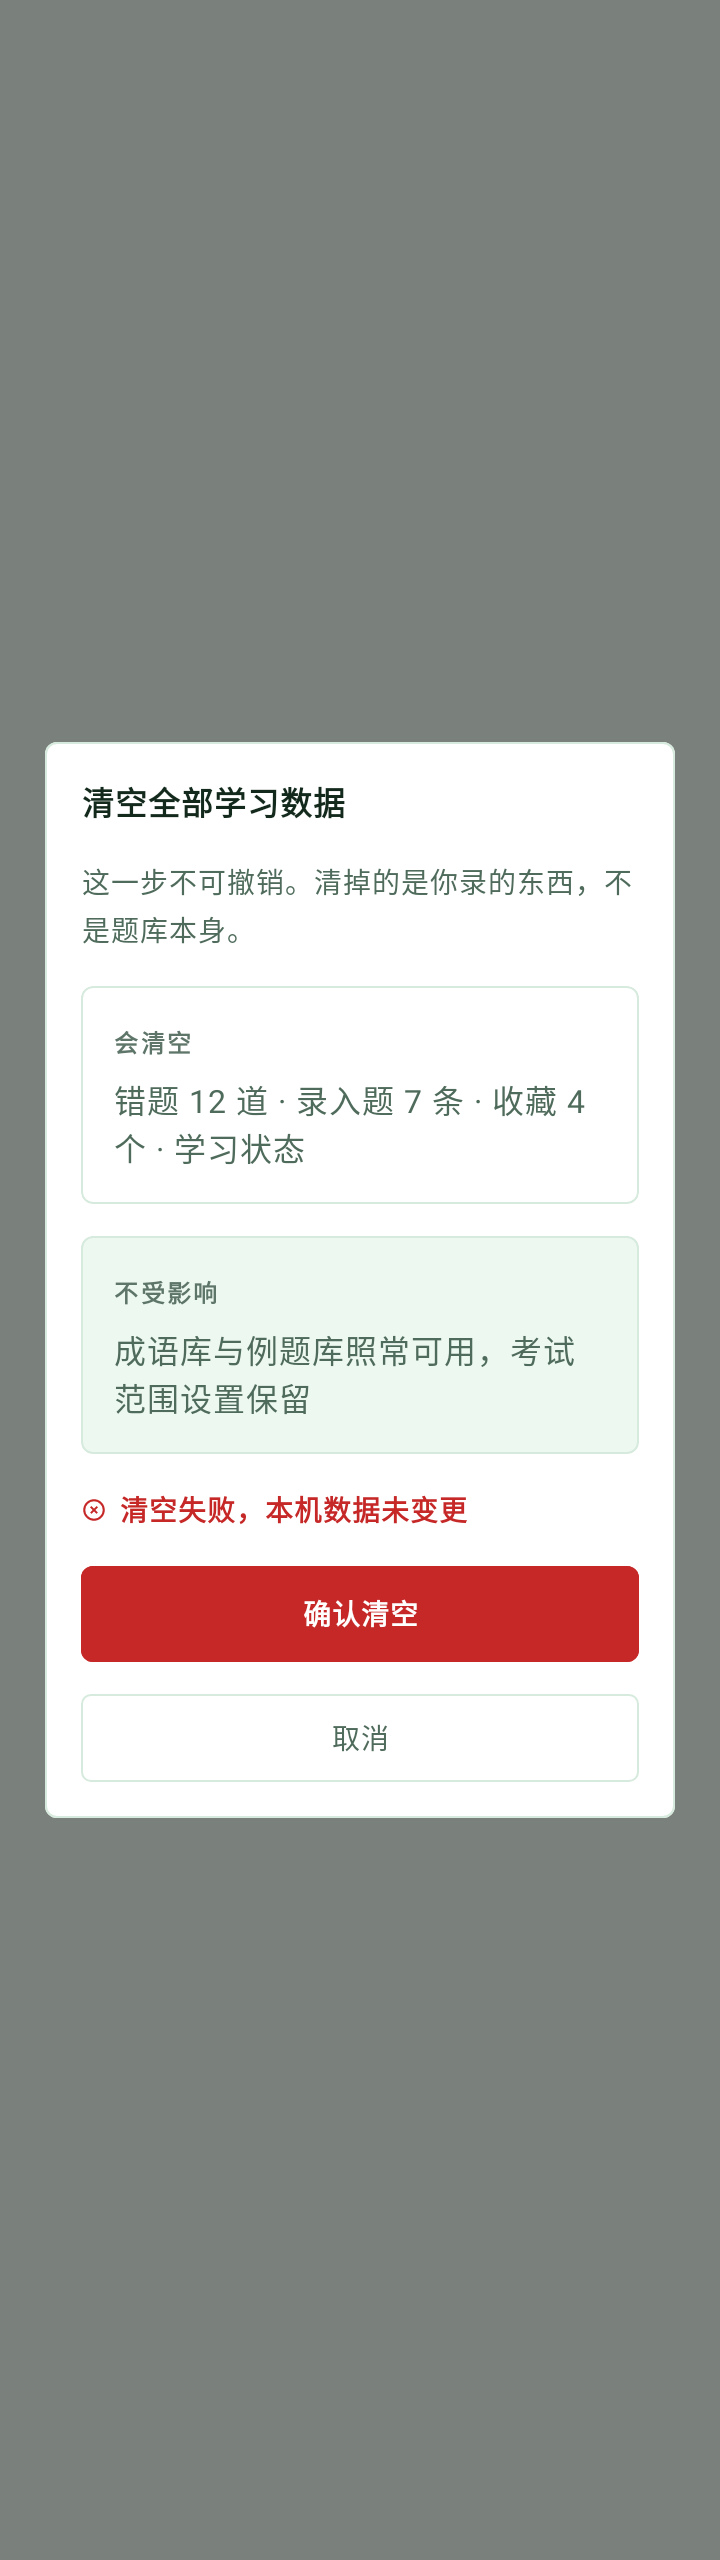 清空全部学习数据
这一步不可撤销。清掉的是你录的东西，不
是题库本身。
会清空
错题 12 道 · 录入题 7 条 · 收藏 4
个 · 学习状态
不受影响
成语库与例题库照常可用，考试
范围设置保留
清空失败，本机数据未变更
确认清空
取消